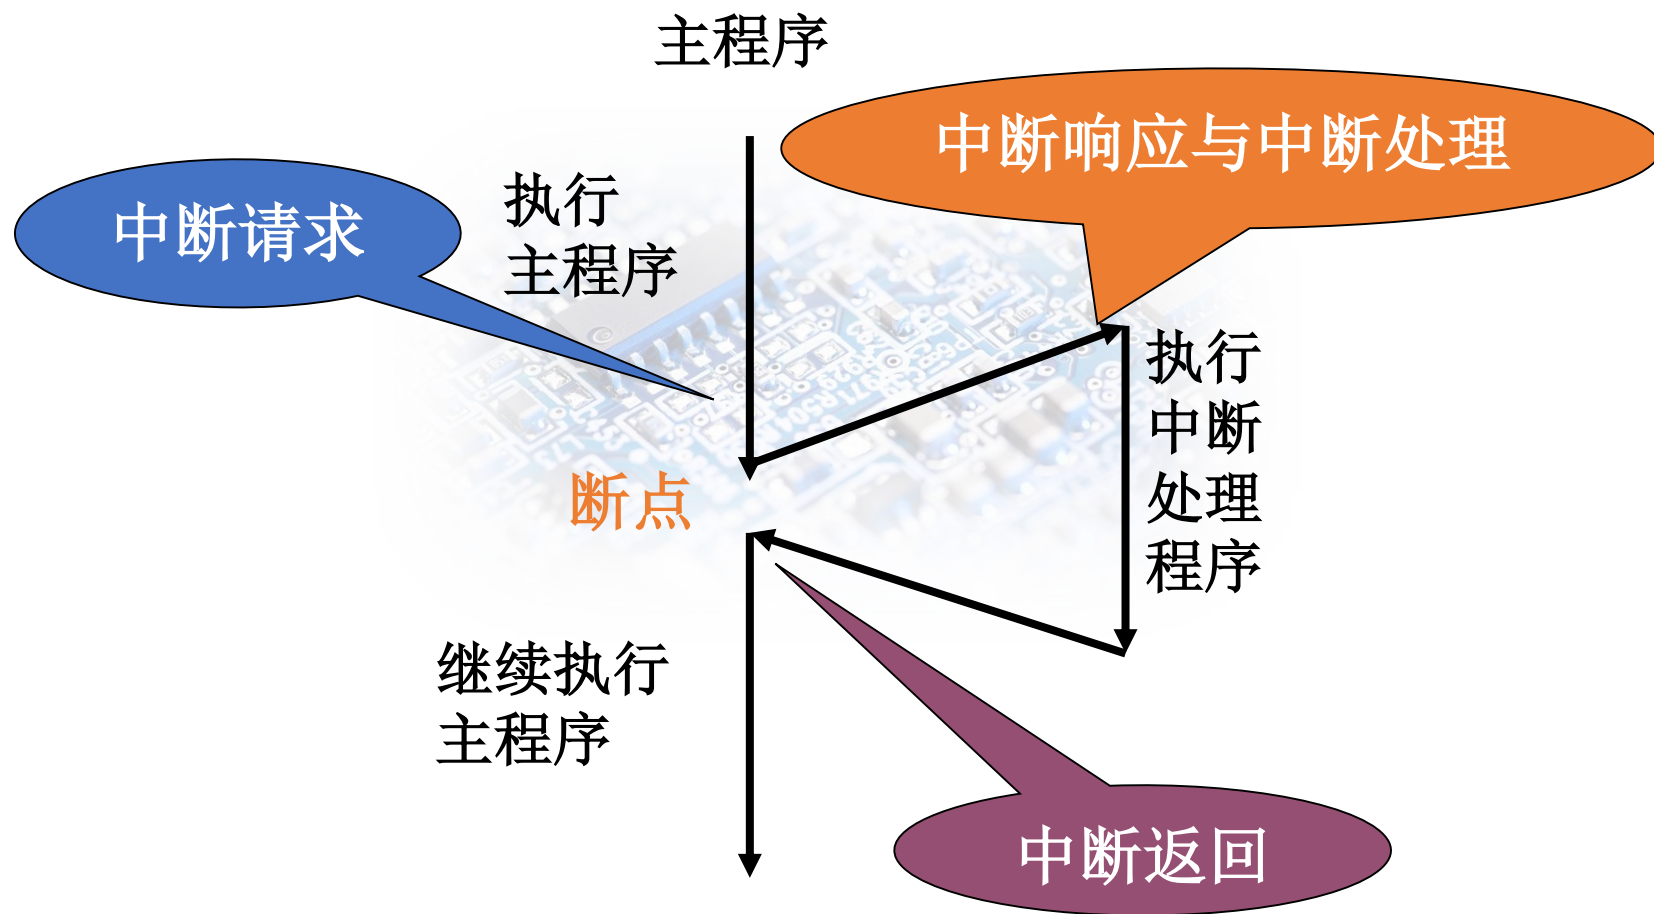 主程序
中断响应与中断处理
执行
主程序
中断请求
执行
中断
处理
程序
断点
继续执行
主程序
中断返回